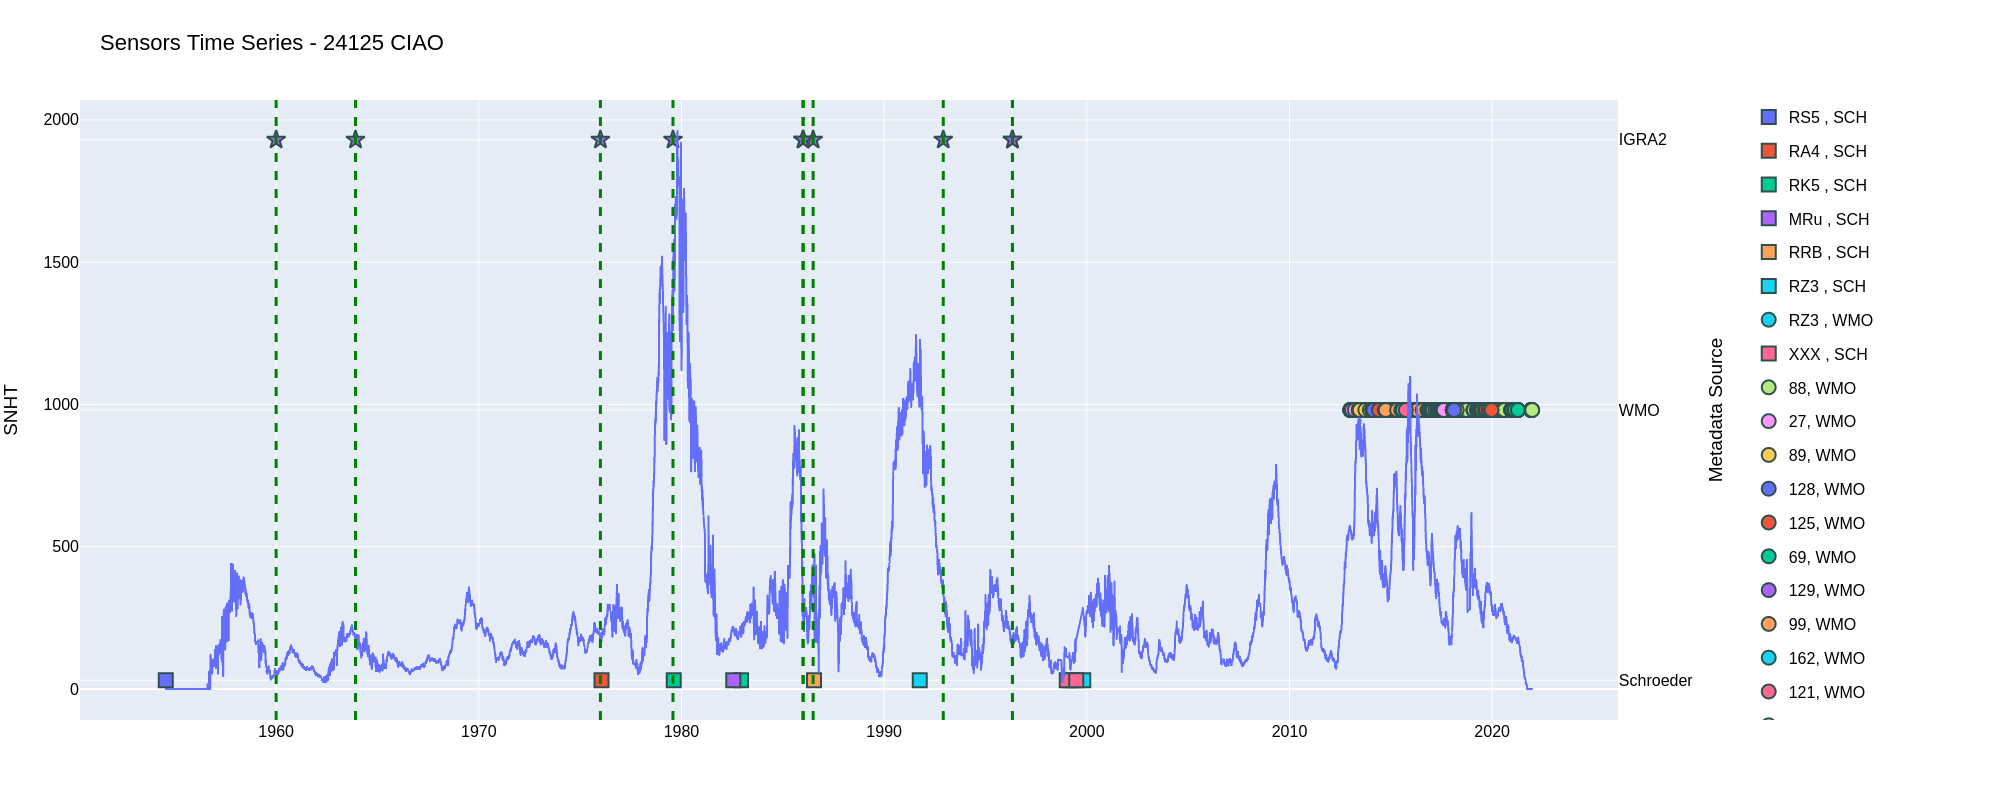 Sensors Time Series - 24125 CIAO
2000
1500
1000
500
0
SNHT
1960
1970
1980
1990
2000
2010
2020
IGRA2
WMO
Schroeder
Metadata Source
RS5 , SCH
RA4 , SCH
RK5 , SCH
MRu , SCH
RRB , SCH
RZ3 , SCH
RZ3 , WMO
XXX , SCH
88, WMO
27, WMO
89, WMO
128, WMO
125, WMO
69, WMO
129, WMO
99, WMO
162, WMO
121, WMO